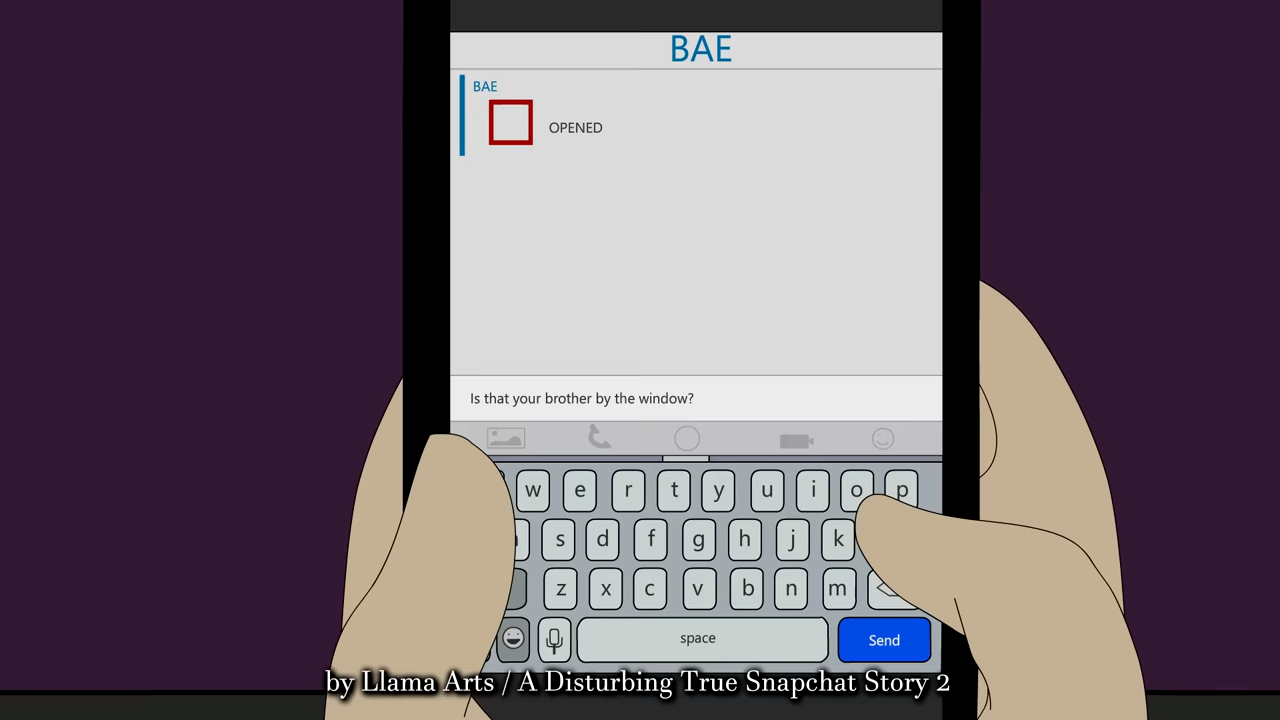 BAE
BAE
OPENED
Is that your brother by the window?
w e r t y u i o p
s d f g h j k
z x c v b n m
space
Send
by Llama Arts / A Disturbing True Snapchat Story 2